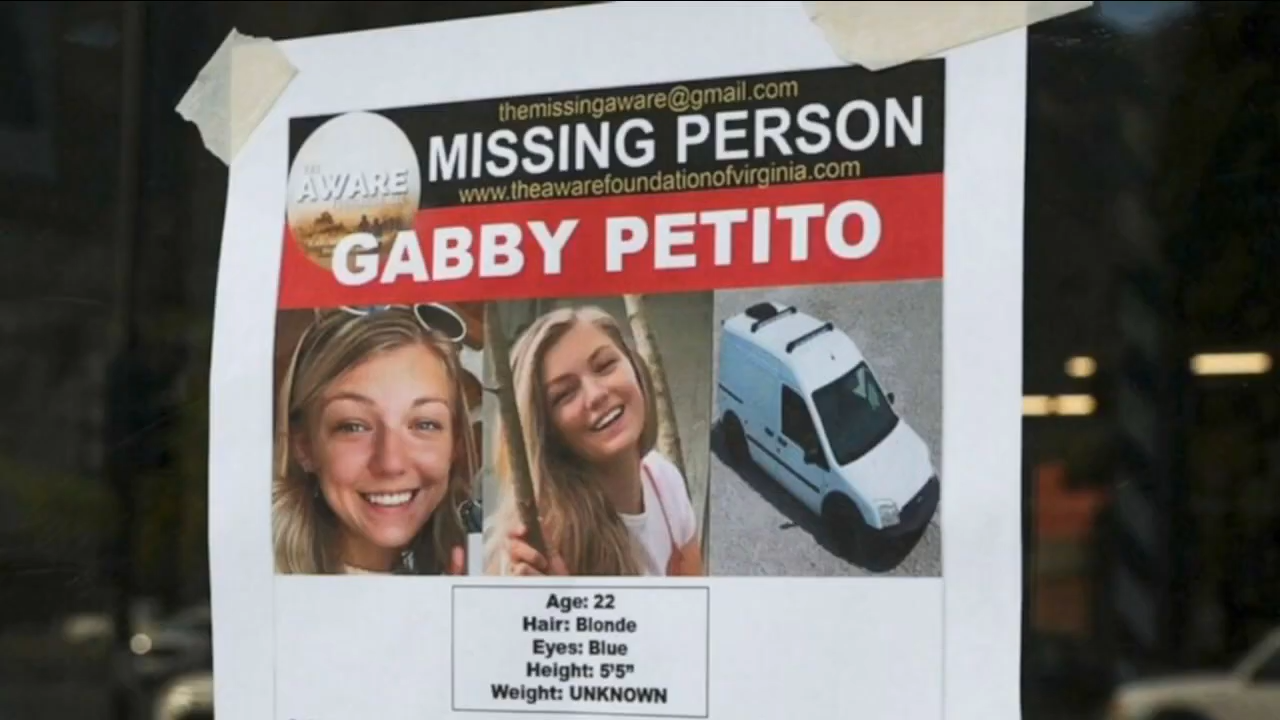 themissingaware@gmail.com
MISSING PERSON
www.theawarefoundationofvirginia.com
AWARE
GABBY PETITO
Age: 22
Hair: Blonde
Eyes: Blue
Height: 5'5"
Weight: UNKNOWN